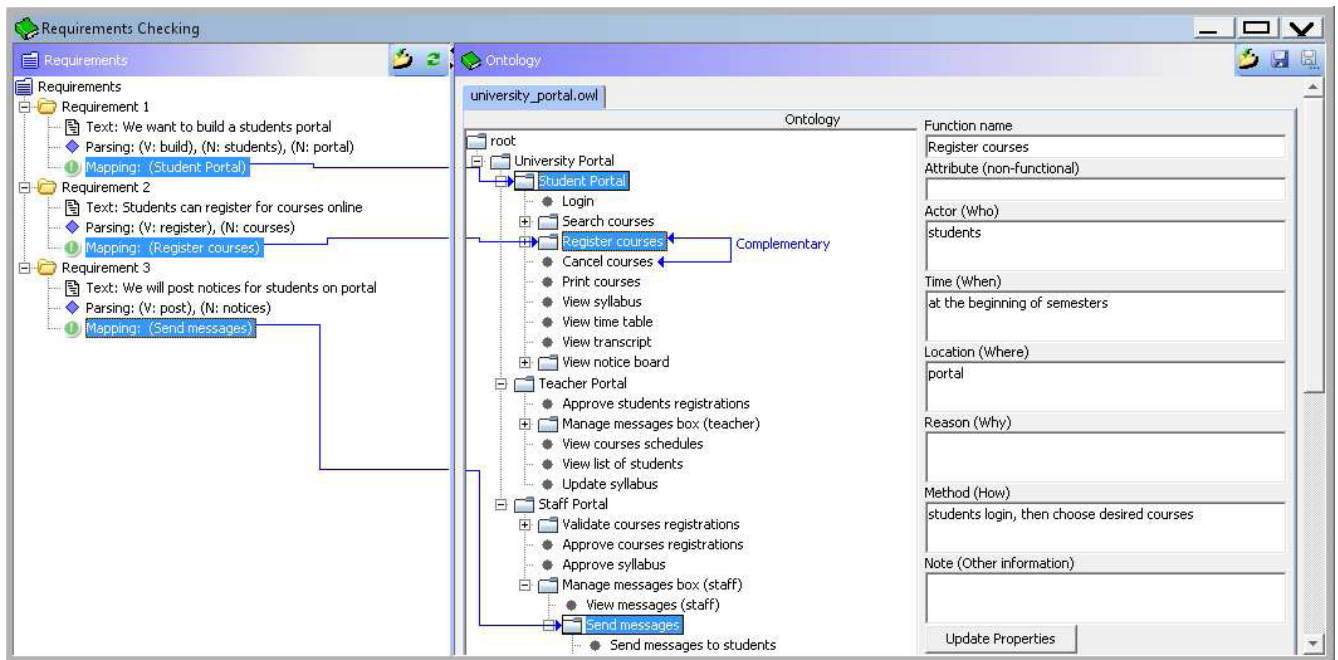 Requirements Checking
Requirements
Requirements
Requirement 1
Text: We want to build a students portal
Parsing: (V: build), (N: students), (N: portal)
Mapping: (Student Portal)
Requirement 2
Text: Students can register for courses online
Parsing: (V: register), (N: courses)
Mapping: (Register courses)
Requirement 3
Text: We will post notices for students on portal
Parsing: (V: post), (N: notices)
Mapping: (Send messages)
Ontology
university_portal.owl
Ontology
root
University Portal
Student Portal
Login
Search courses
Register courses
Complementary
Cancel courses
Print courses
View syllabus
View time table
View transcript
View notice board
Teacher Portal
Approve students registrations
Manage messages box (teacher)
View courses schedules
View list of students
Update syllabus
Staff Portal
Validate courses registrations
Approve courses registrations
Approve syllabus
Manage messages box (staff)
View messages (staff)
Send messages
Send messages to students
Function name
Register courses
Attribute (non-functional)
Actor (Who)
students
Time (When)
at the beginning of semesters
Location (Where)
portal
Reason (Why)
Method (How)
students login, then choose desired courses
Note (Other information)
Update Properties